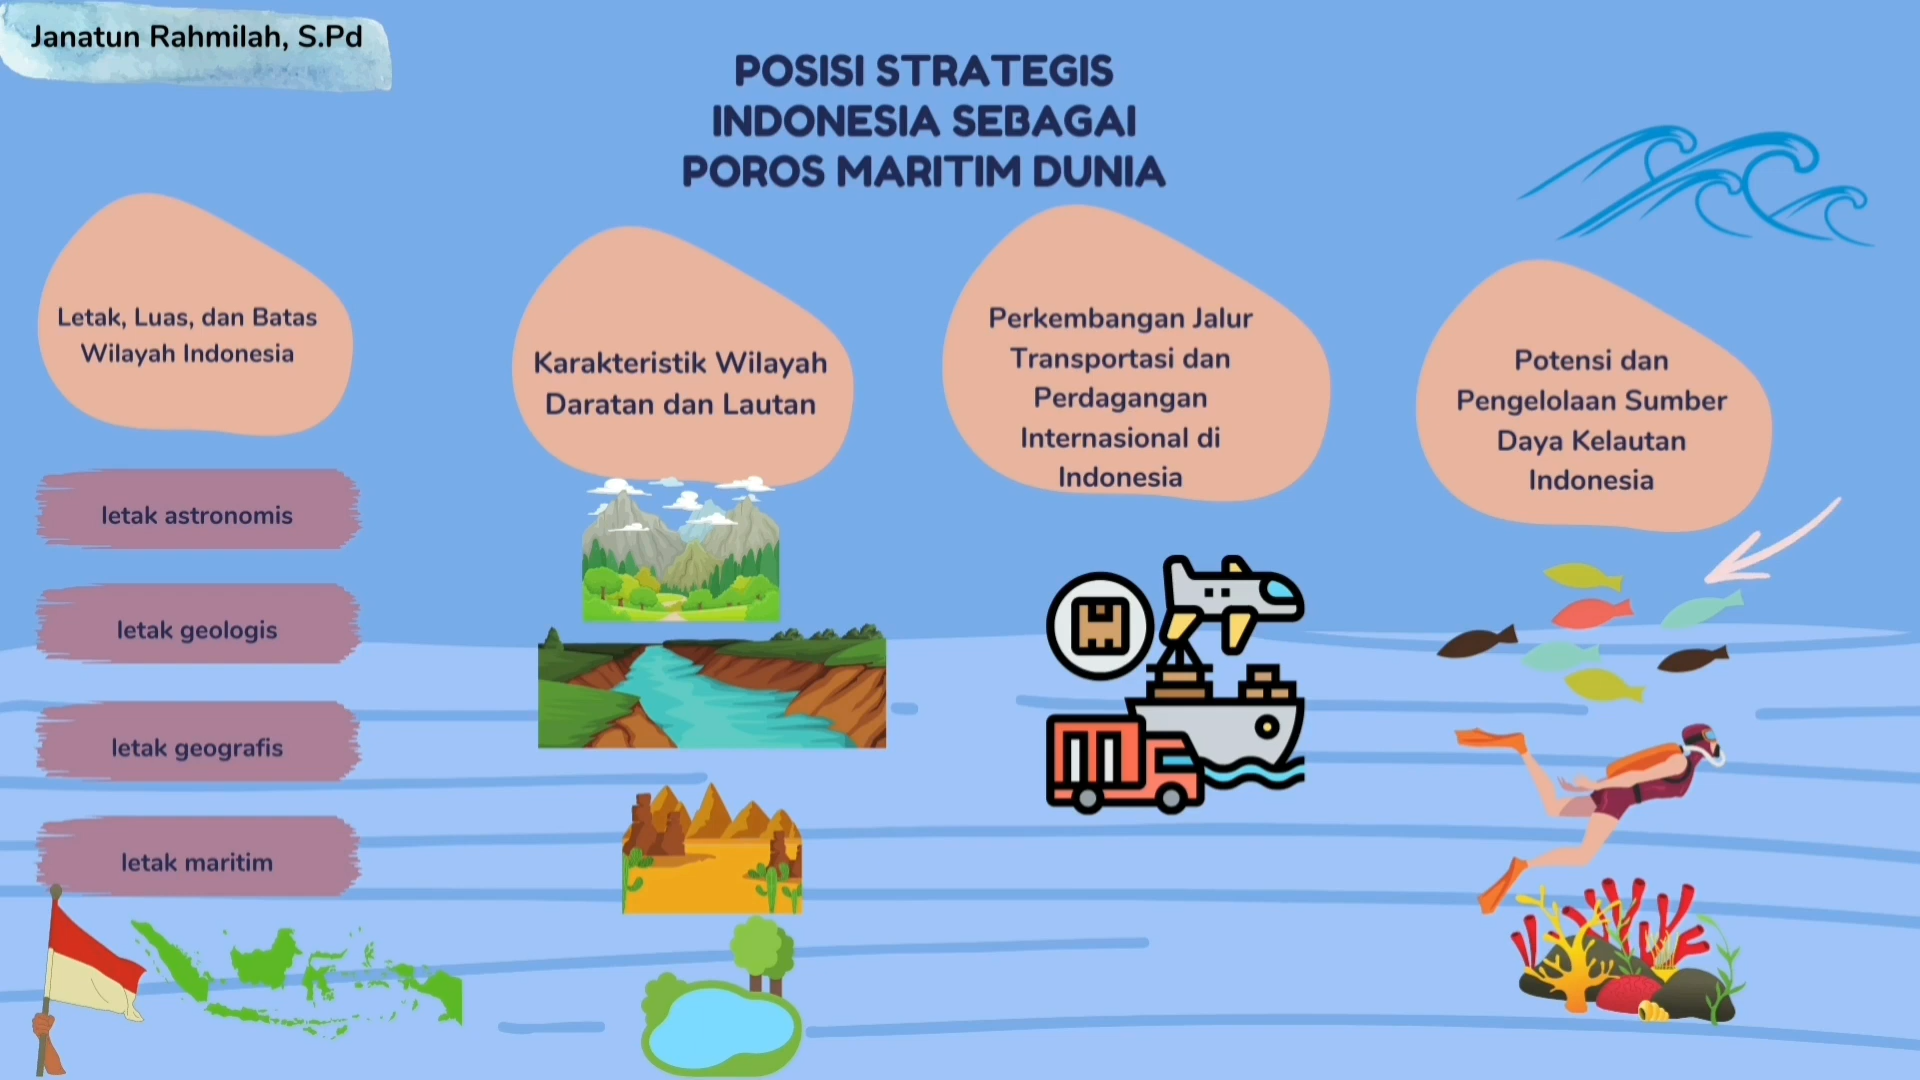 Janatun Rahmilah, S.Pd
POSISI STRATEGIS
INDONESIA SEBAGAI
POROS MARITIM DUNIA
Letak, Luas, dan Batas
Wilayah Indonesia
letak astronomis
letak geologis
letak geografis
letak maritim
Karakteristik Wilayah
Daratan dan Lautan
Perkembangan Jalur
Transportasi dan
Perdagangan
Internasional di
Indonesia
Potensi dan
Pengelolaan Sumber
Daya Kelautan
Indonesia